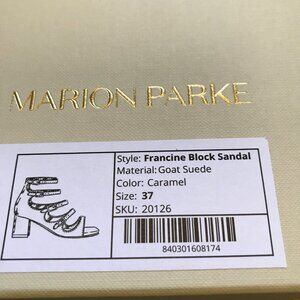 MARION PARKE
Style: Francine Block Sandal
Material: Goat Suede
Color: Caramel
Size: 37
SKU: 20126
840301608174